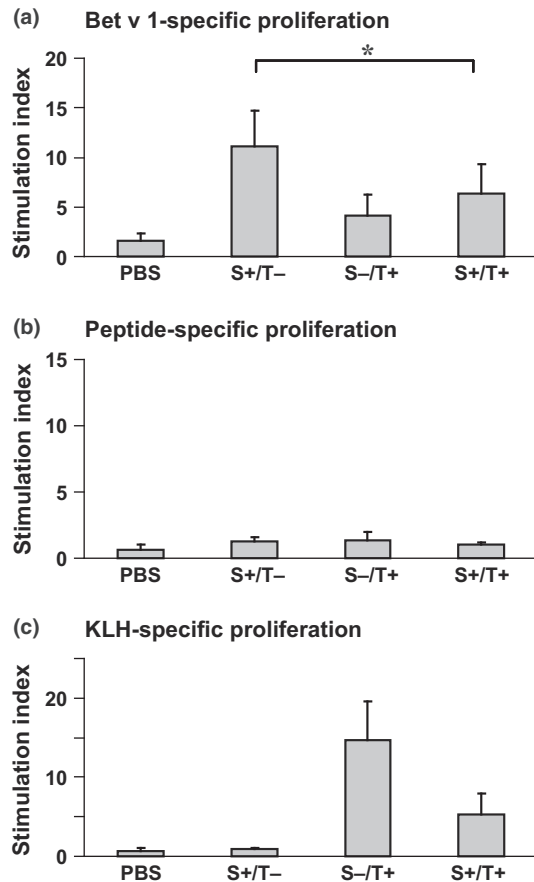 (a) Bet v 1-specific proliferation
20
15
10
5
0
Stimulation index
*
PBS S+/T– S–/T+ S+/T+
(b) Peptide-specific proliferation
15
10
5
0
Stimulation index
PBS S+/T– S–/T+ S+/T+
(c) KLH-specific proliferation
20
10
0
Stimulation index
PBS S+/T– S–/T+ S+/T+